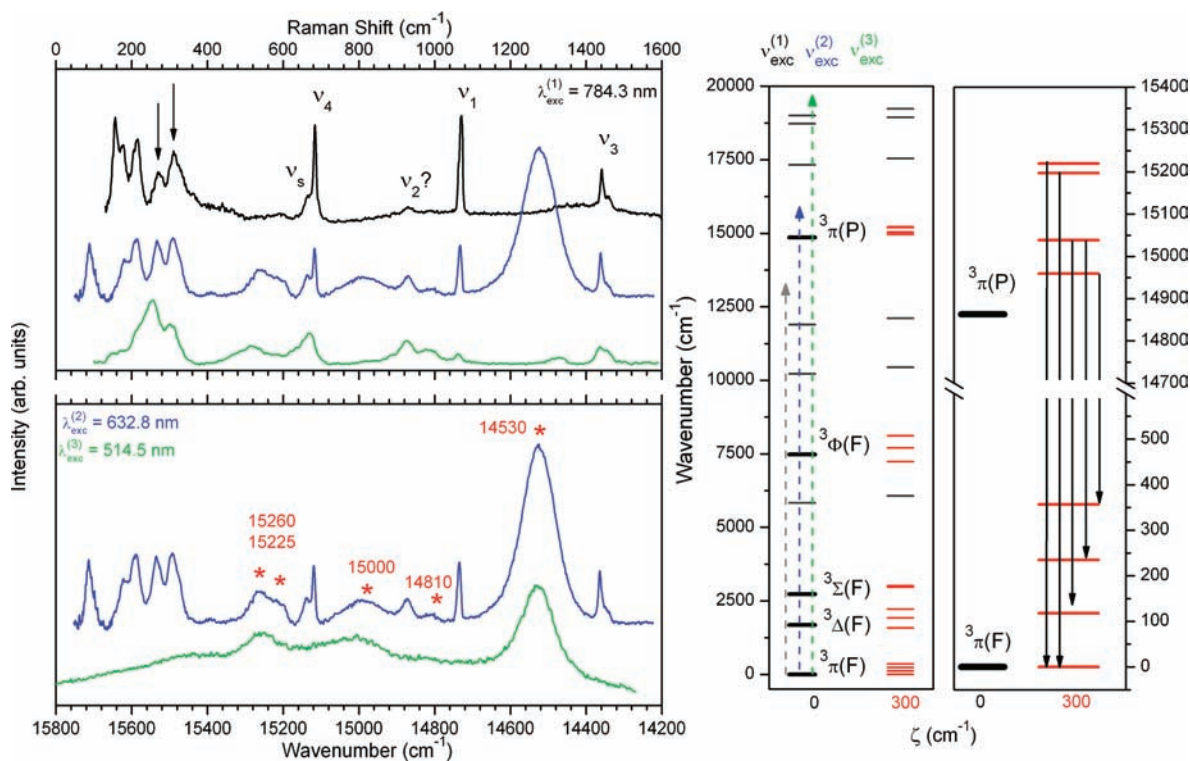 Raman Shift (cm⁻¹)
0 200 400 600 800 1000 1200 1400 1600
λexc⁽¹⁾ = 784.3 nm
ν₄
ν₁
νs
ν₂?
ν₃
Intensity (arb. units)
λexc⁽²⁾ = 632.8 nm
λexc⁽³⁾ = 514.5 nm
14530 *
15260
15225
* *
15000
*
14810
*
15800 15600 15400 15200 15000 14800 14600 14400 14200
Wavenumber (cm⁻¹)
νexc⁽¹⁾ νexc⁽²⁾ νexc⁽³⁾
Wavenumber (cm⁻¹)
20000
17500
15000
12500
10000
7500
5000
2500
0
³π(P)
³Φ(F)
³Σ(F)
³Δ(F)
³π(F)
0 300
³π(P)
³π(F)
0 300
15400
15300
15200
15100
15000
14900
14800
14700
500
400
300
200
100
0
ζ (cm⁻¹)